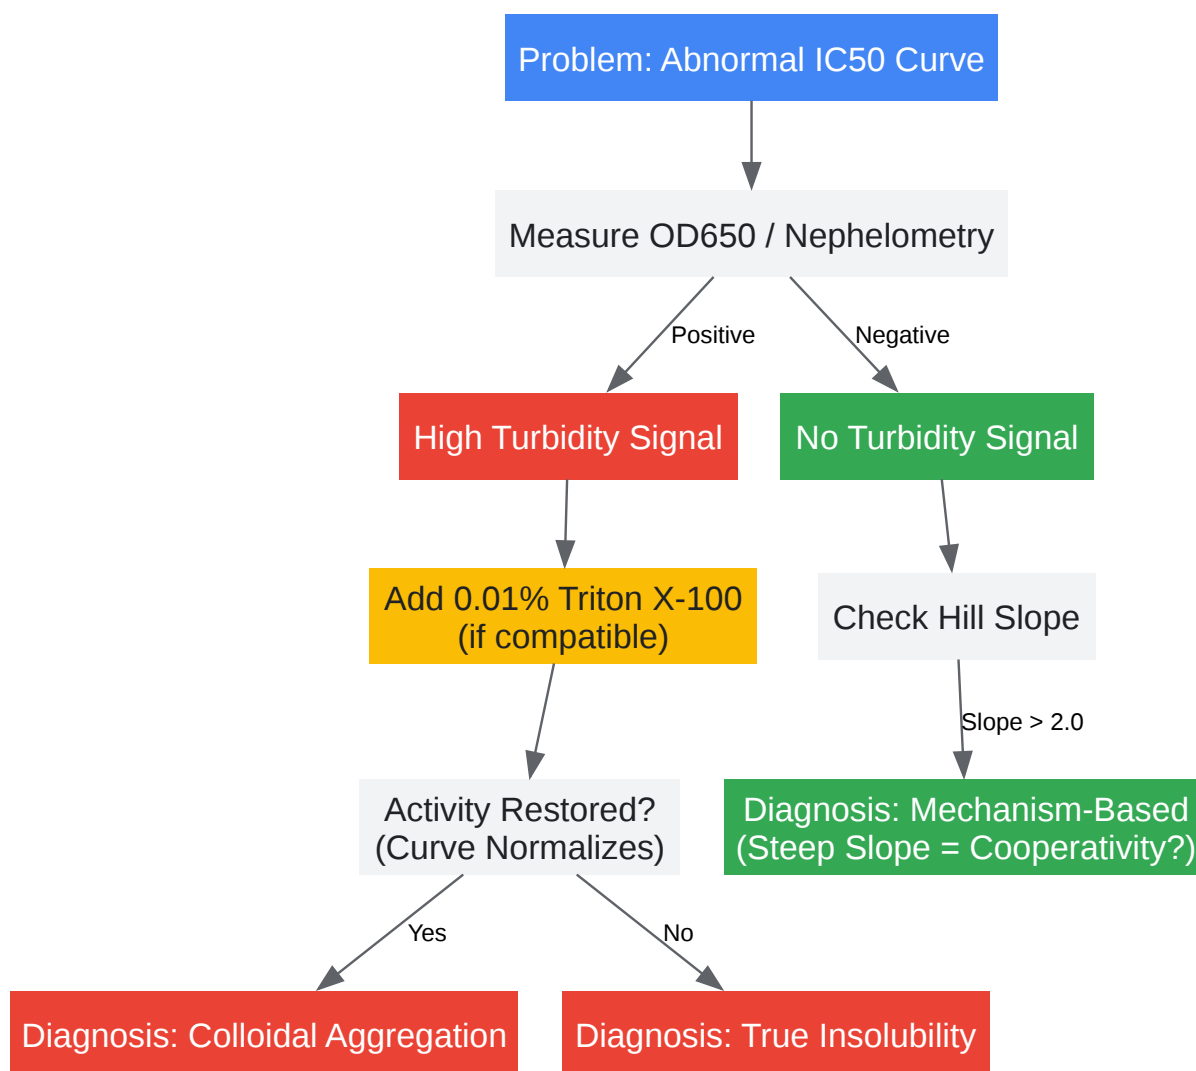 Problem: Abnormal IC50 Curve
Measure OD650 / Nephelometry
Positive
Negative
High Turbidity Signal
No Turbidity Signal
Add 0.01% Triton X-100
(if compatible)
Check Hill Slope
Slope > 2.0
Activity Restored?
(Curve Normalizes)
Diagnosis: Mechanism-Based
(Steep Slope = Cooperativity?)
Yes
No
Diagnosis: Colloidal Aggregation
Diagnosis: True Insolubility